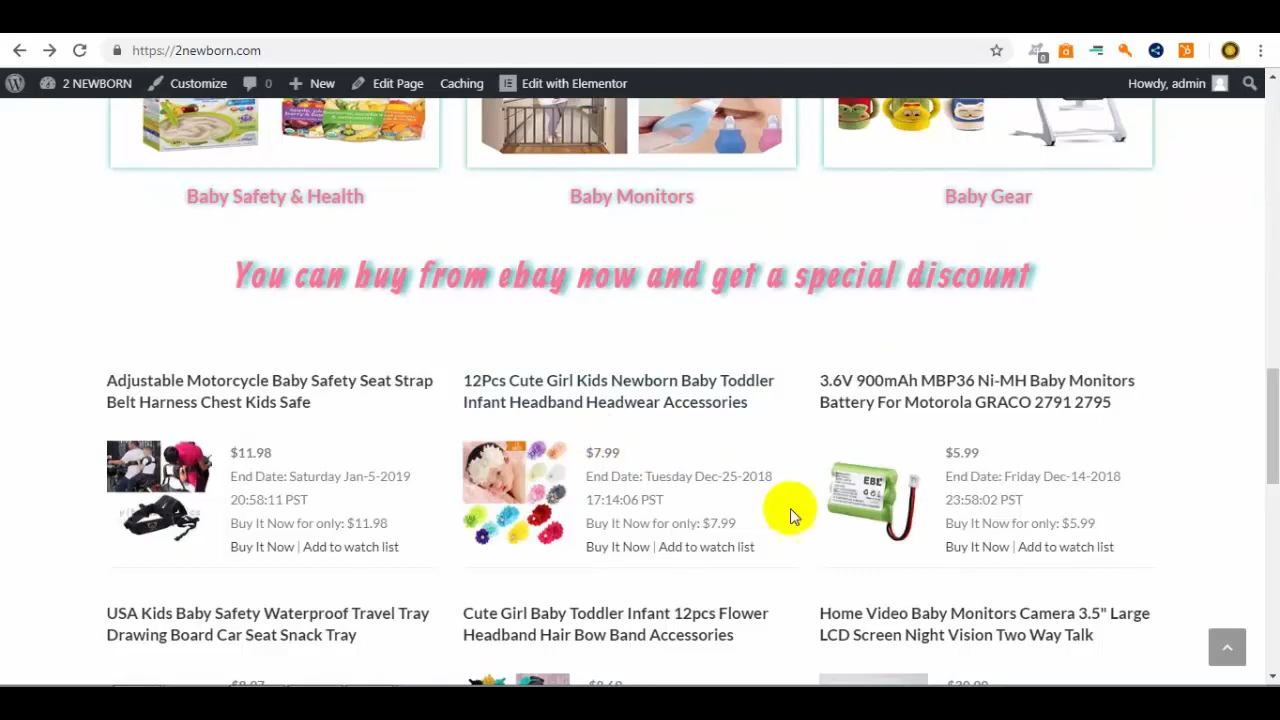 https://2newborn.com
0
2 NEWBORN
Customize
0
New
Edit Page
Caching
Edit with Elementor
Howdy, admin
Baby Safety & Health
Baby Monitors
Baby Gear
You can buy from ebay now and get a special discount
Adjustable Motorcycle Baby Safety Seat Strap
Belt Harness Chest Kids Safe
$11.98
End Date: Saturday Jan-5-2019
20:58:11 PST
Buy It Now for only: $11.98
Buy It Now | Add to watch list
12Pcs Cute Girl Kids Newborn Baby Toddler
Infant Headband Headwear Accessories
$7.99
End Date: Tuesday Dec-25-2018
17:14:06 PST
Buy It Now for only: $7.99
Buy It Now | Add to watch list
3.6V 900mAh MBP36 Ni-MH Baby Monitors
Battery For Motorola GRACO 2791 2795
EBL
$5.99
End Date: Friday Dec-14-2018
23:58:02 PST
Buy It Now for only: $5.99
Buy It Now | Add to watch list
USA Kids Baby Safety Waterproof Travel Tray
Drawing Board Car Seat Snack Tray
Cute Girl Baby Toddler Infant 12pcs Flower
Headband Hair Bow Band Accessories
Home Video Baby Monitors Camera 3.5" Large
LCD Screen Night Vision Two Way Talk